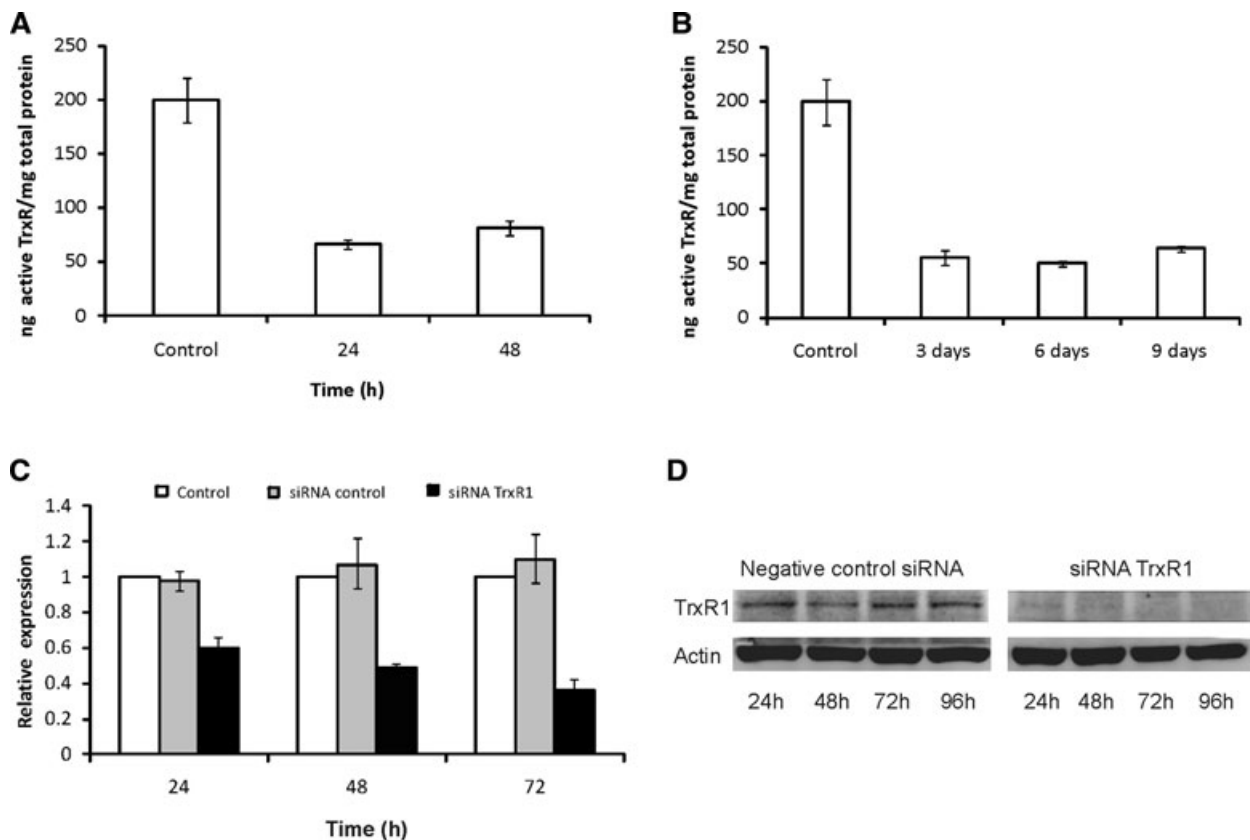 A
ng active TrxR/mg total protein
250
200
150
100
50
0
Control 24 48
Time (h)
B
ng active TrxR/mg total protein
250
200
150
100
50
0
Control 3 days 6 days 9 days
C
Control siRNA control siRNA TrxR1
Relative expression
1.4
1.2
1
0.8
0.6
0.4
0.2
0
24 48 72
Time (h)
D
Negative control siRNA siRNA TrxR1
TrxR1
Actin
24h 48h 72h 96h 24h 48h 72h 96h